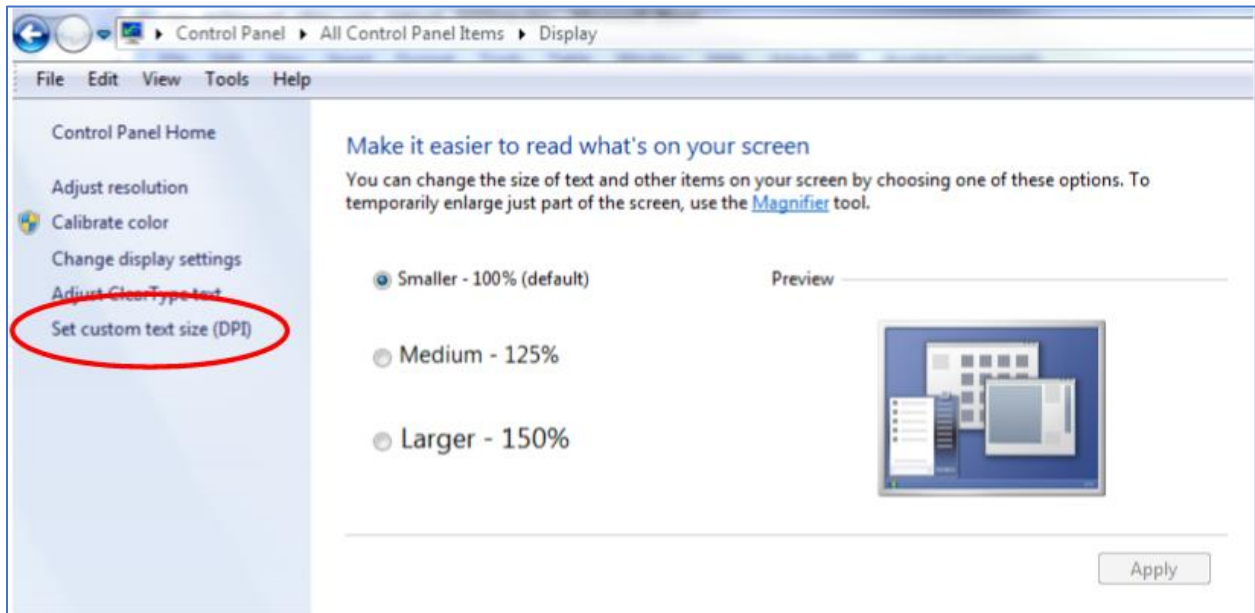 Control Panel All Control Panel Items Display
File Edit View Tools Help
Control Panel Home
Adjust resolution
Calibrate color
Change display settings
Adjust ClearType text
Set custom text size (DPI)
Make it easier to read what's on your screen
You can change the size of text and other items on your screen by choosing one of these options. To
temporarily enlarge just part of the screen, use the Magnifier tool.
Smaller - 100% (default)
Preview
Medium - 125%
Larger - 150%
Apply